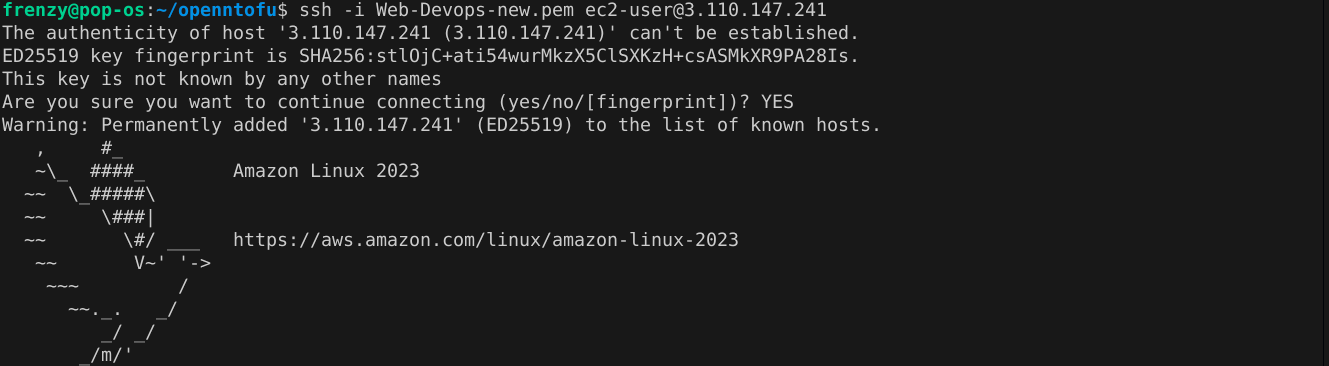 frenzy@pop-os:~/openntofu$ ssh -i Web-Devops-new.pem ec2-user@3.110.147.241
The authenticity of host '3.110.147.241 (3.110.147.241)' can't be established.
ED25519 key fingerprint is SHA256:stlOjC+ati54wurMkzX5ClSXKzH+csASMkXR9PA28Is.
This key is not known by any other names
Are you sure you want to continue connecting (yes/no/[fingerprint])? YES
Warning: Permanently added '3.110.147.241' (ED25519) to the list of known hosts.
   ,     #_
   ~\_  ####_        Amazon Linux 2023
  ~~  \_#####\
  ~~     \###|
  ~~       \#/ ___   https://aws.amazon.com/linux/amazon-linux-2023
   ~~       V~' '->
    ~~~         /
      ~~._.   _/
         _/ _/
       _/m/'